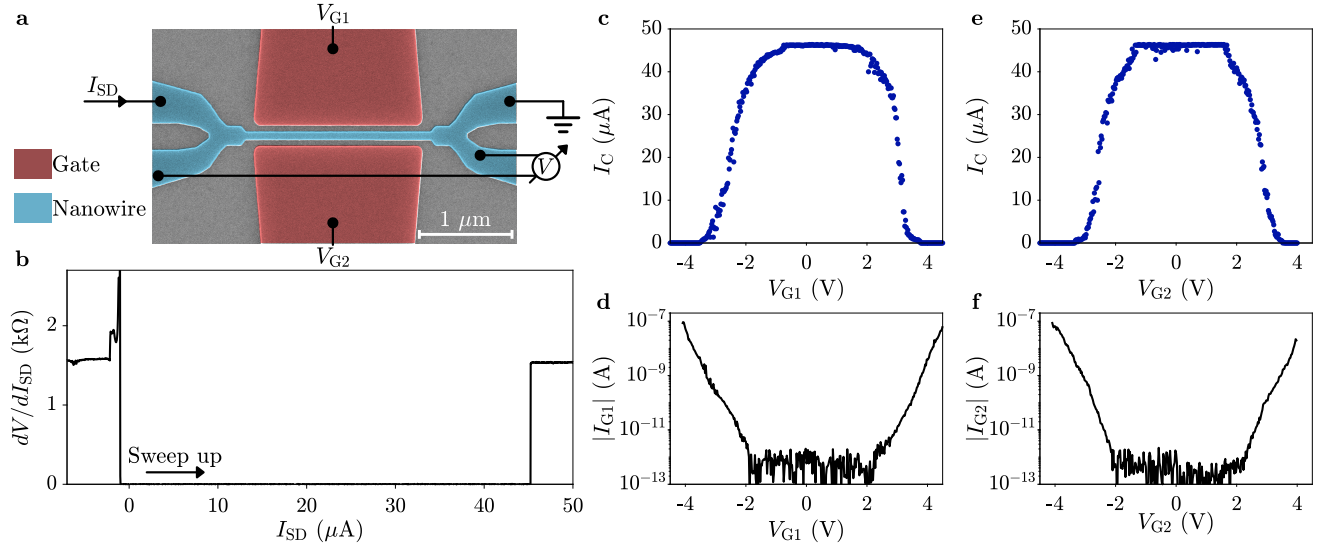 a
V_G1
I_SD
V
Gate
Nanowire
1 μm
V_G2
b
dV/dI_SD (kΩ)
2
1
0
Sweep up
0 10 20 30 40 50
I_SD (μA)
c
I_C (μA)
50
40
30
20
10
0
-4 -2 0 2 4
V_G1 (V)
d
|I_G1| (A)
10^-7
10^-9
10^-11
10^-13
-4 -2 0 2 4
V_G1 (V)
e
I_C (μA)
50
40
30
20
10
0
-4 -2 0 2 4
V_G2 (V)
f
|I_G2| (A)
10^-7
10^-9
10^-11
10^-13
-4 -2 0 2 4
V_G2 (V)